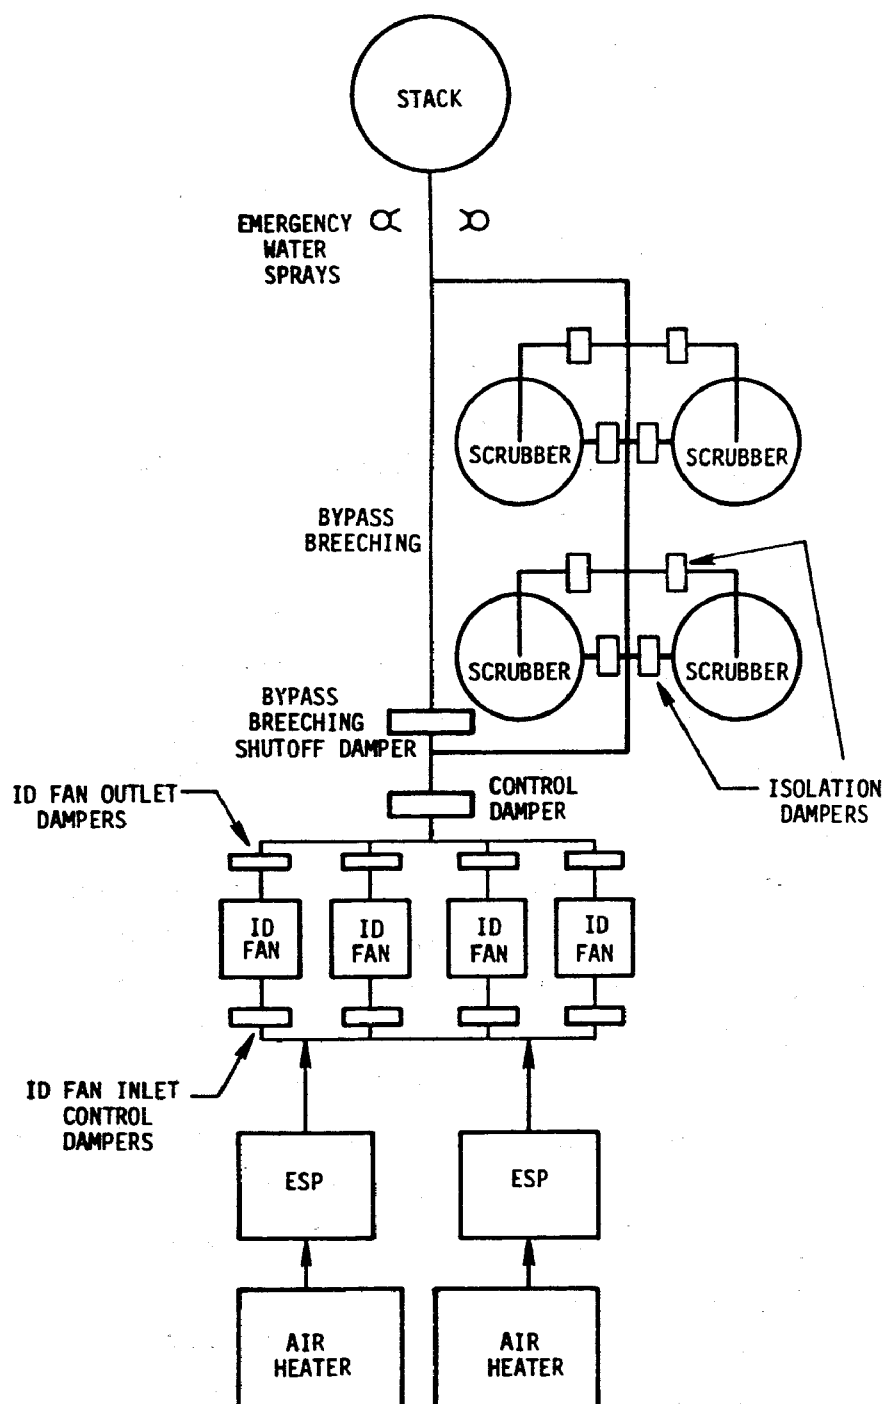 STACK
EMERGENCY
WATER
SPRAYS
SCRUBBER
SCRUBBER
BYPASS
BREECHING
SCRUBBER
SCRUBBER
BYPASS
BREECHING
SHUTOFF DAMPER
CONTROL
DAMPER
ISOLATION
DAMPERS
ID FAN OUTLET
DAMPERS
ID
FAN
ID
FAN
ID
FAN
ID
FAN
ID FAN INLET
CONTROL
DAMPERS
ESP
ESP
AIR
HEATER
AIR
HEATER